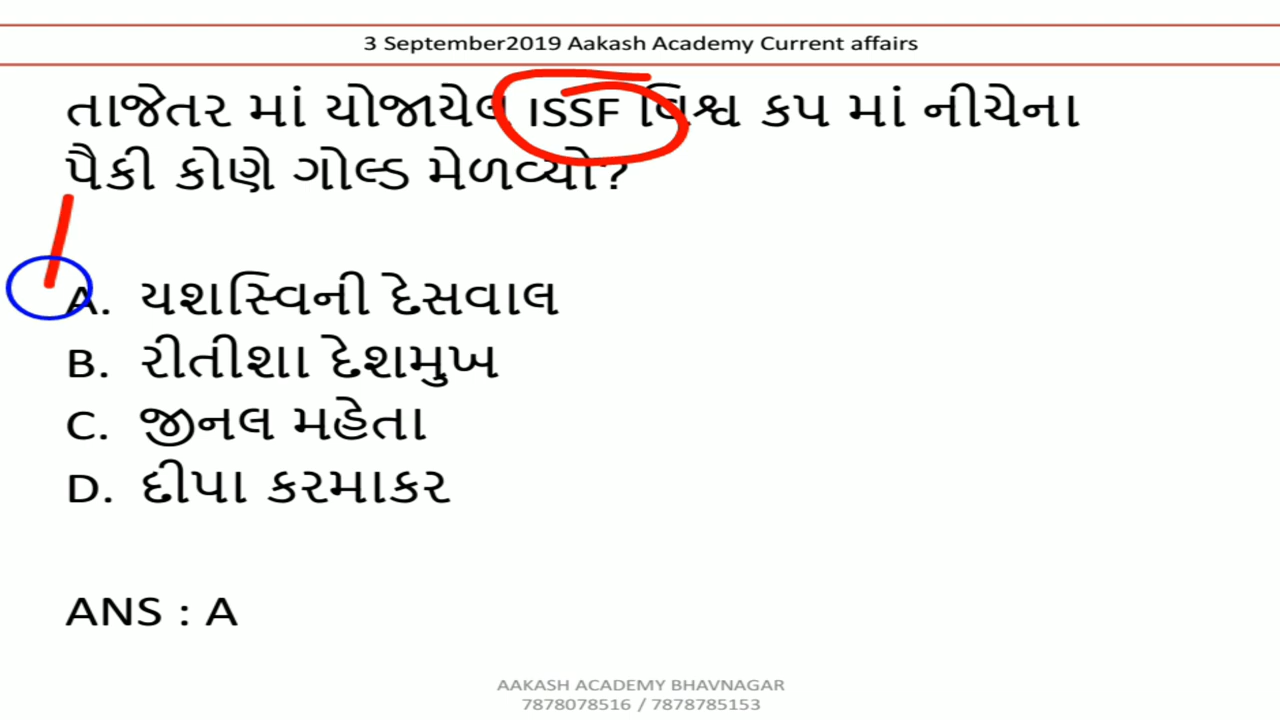 3 September2019 Aakash Academy Current affairs
તાજેતર માં યોજાયેલ ISSF વિશ્વ કપ માં નીચેના
પૈકી કોણે ગોલ્ડ મેળવ્યો?
A. યશસ્વિની દેસવાલ
B. રીતીશા દેશમુખ
C. જીનલ મહેતા
D. દીપા કરમાકર
ANS : A
AAKASH ACADEMY BHAVNAGAR
7878078516 / 7878785153